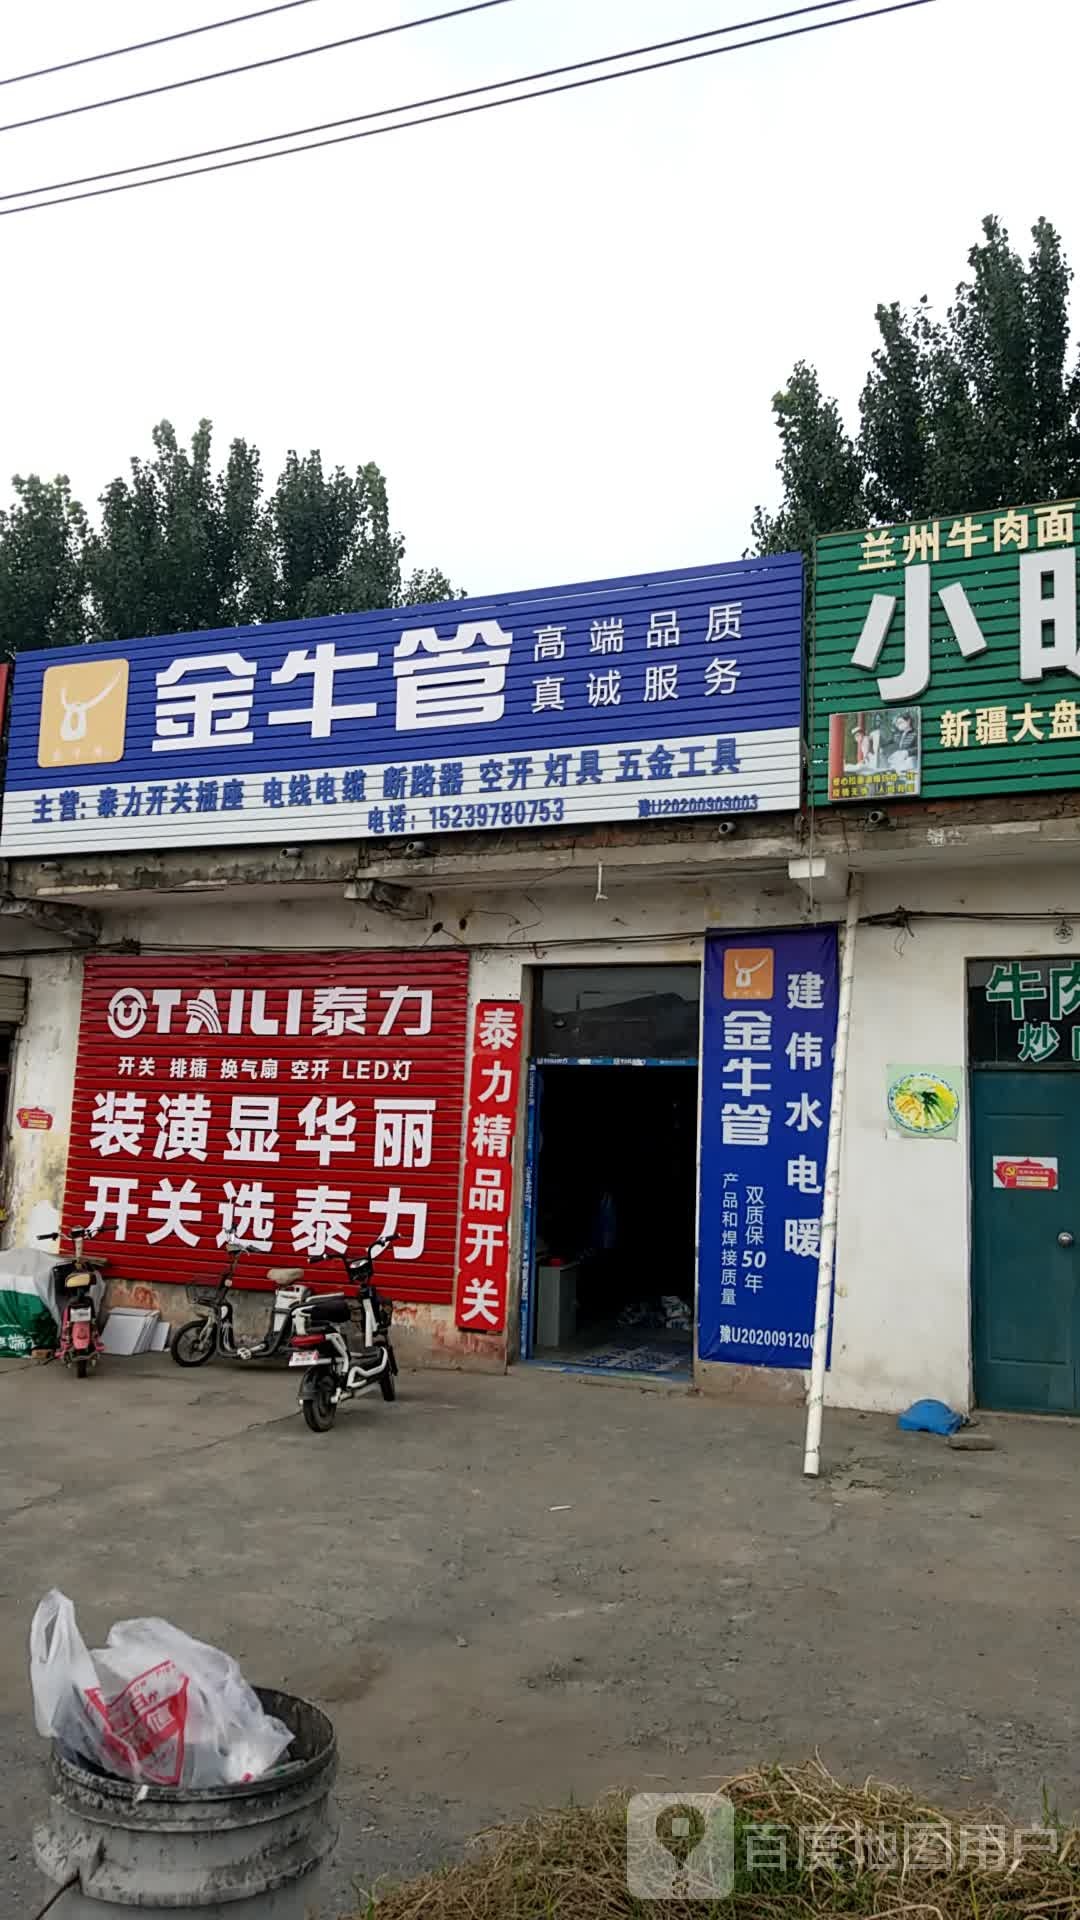 金牛管
高端品质
真诚服务
主营：泰力开关插座 电线电缆 断路器 空开 灯具 五金工具
电话：15239780753
豫U20200909003
兰州牛肉面
小
新疆大盘
TAILI泰力
开关 排插 换气扇 空开 LED灯
装潢显华丽
开关选泰力
泰力精品开关
金牛管
建伟水电暖
双质保50年
产品和焊接质量
豫U202009120
牛肉
炒
百度地图用户